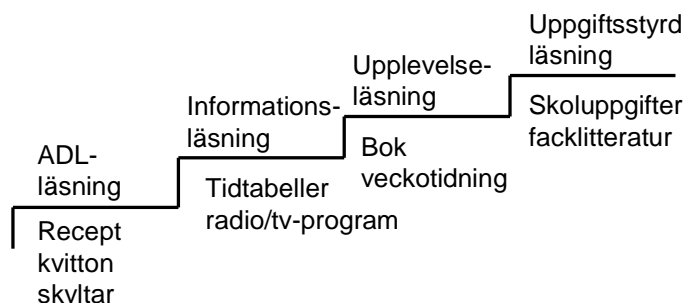 ADL-
läsning
Recept
kvitton
skyltar
Informations-
läsning
Tidtabeller
radio/tv-program
Upplevelse-
läsning
Bok
veckotidning
Uppgiftsstyrd
läsning
Skoluppgifter
facklitteratur